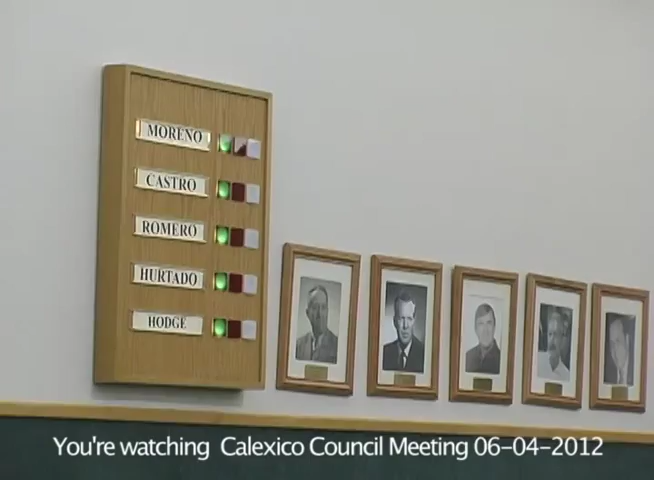 MORENO
CASTRO
ROMERO
HURTADO
HODGE
You're watching  Calexico Council Meeting 06-04-2012